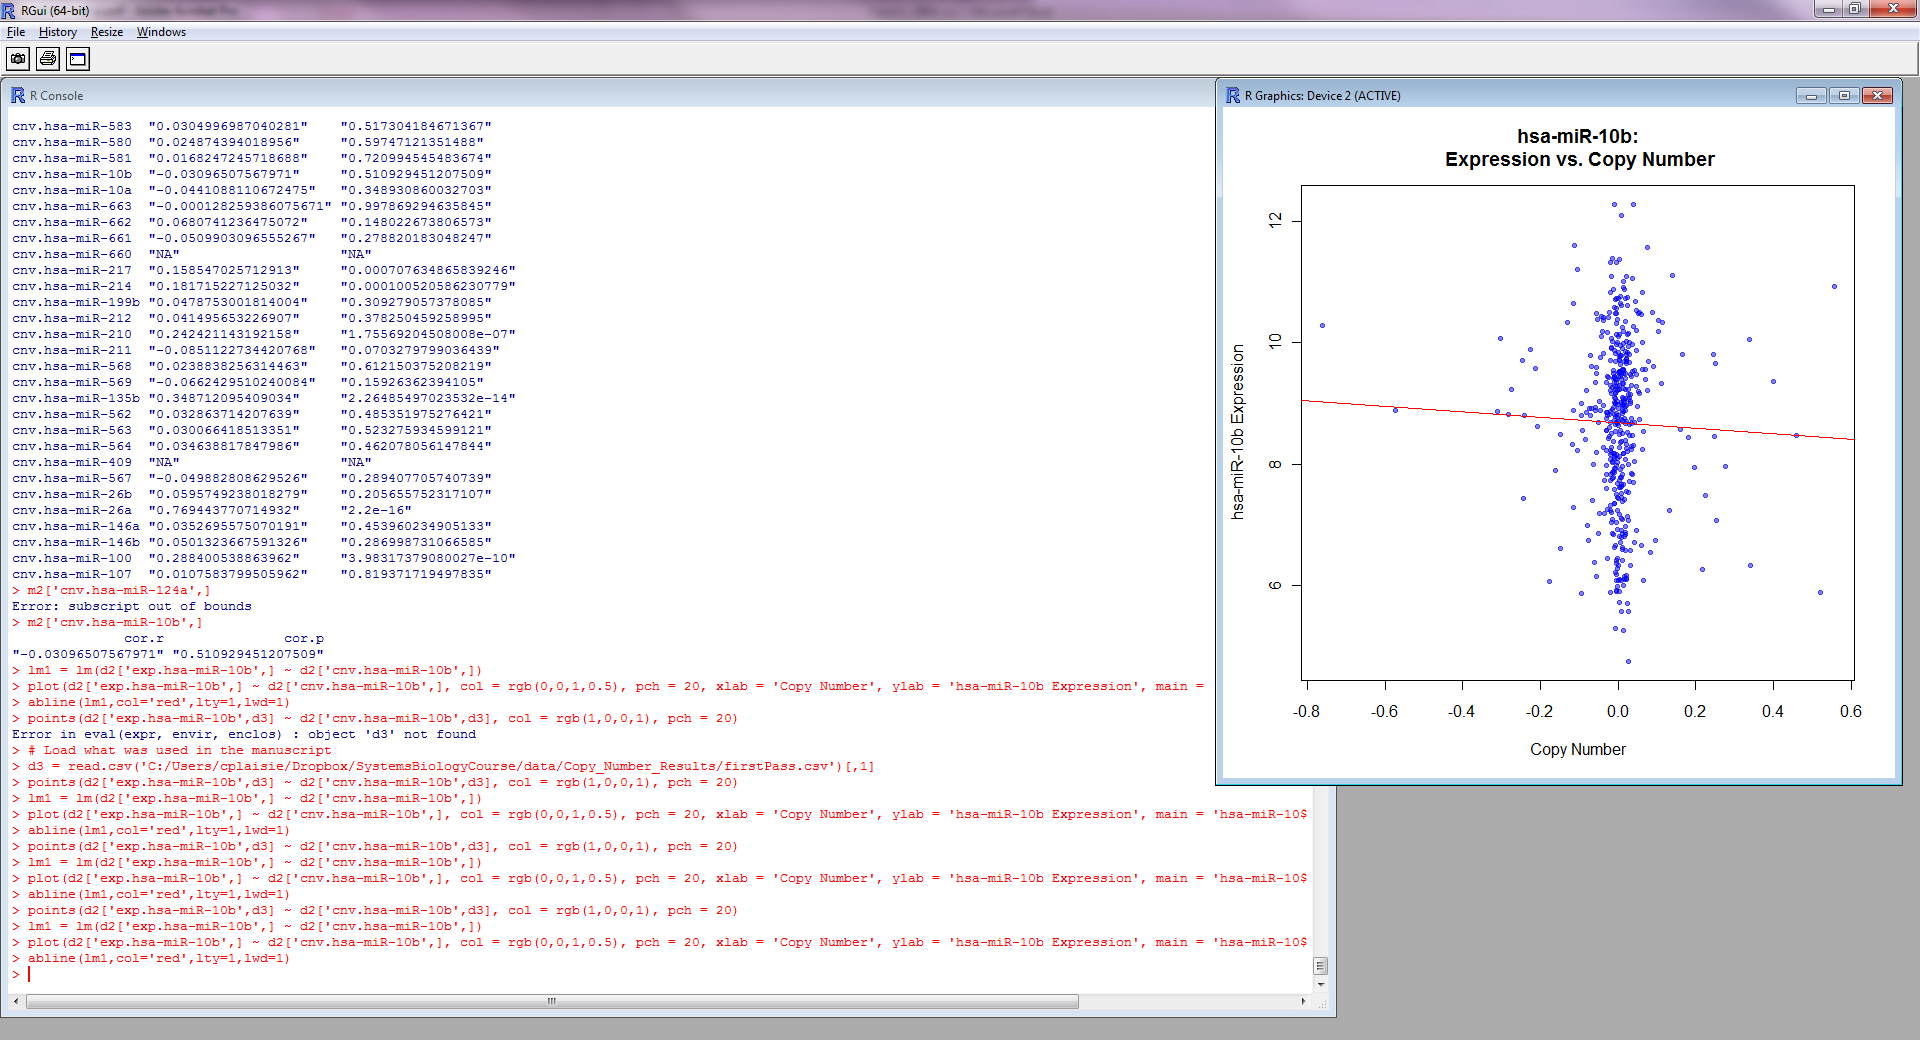 RGui (64-bit)
File History Resize Windows
R Console
cnv.hsa-miR-583 "0.0304996987040281" "0.517304184671367"
cnv.hsa-miR-580 "0.024874394018956" "0.59747121351488"
cnv.hsa-miR-581 "0.0168247245718688" "0.720994545483674"
cnv.hsa-miR-10b "-0.03096507567971" "0.510929451207509"
cnv.hsa-miR-10a "-0.0441088110672475" "0.348930860032703"
cnv.hsa-miR-663 "-0.000128259386075671" "0.997869294635845"
cnv.hsa-miR-662 "0.0680741236475072" "0.148022673806573"
cnv.hsa-miR-661 "-0.0509903096555267" "0.278820183048247"
cnv.hsa-miR-660 "NA" "NA"
cnv.hsa-miR-217 "0.158547025712913" "0.000707634865839246"
cnv.hsa-miR-214 "0.181715227125032" "0.000100520586230779"
cnv.hsa-miR-199b "0.0478753001814004" "0.309279057378085"
cnv.hsa-miR-212 "0.041495653226907" "0.378250459258995"
cnv.hsa-miR-210 "0.242421143192158" "1.75569204508008e-07"
cnv.hsa-miR-211 "-0.0851122734420768" "0.0703279799036439"
cnv.hsa-miR-568 "0.0238838256314463" "0.612150375208219"
cnv.hsa-miR-569 "-0.0662429510240084" "0.15926362394105"
cnv.hsa-miR-135b "0.348712095409034" "2.26485497023532e-14"
cnv.hsa-miR-562 "0.032863714207639" "0.485351975276421"
cnv.hsa-miR-563 "0.030066418513351" "0.523275934599121"
cnv.hsa-miR-564 "0.034638817847986" "0.462078056147844"
cnv.hsa-miR-409 "NA" "NA"
cnv.hsa-miR-567 "-0.049882808629526" "0.289407705740739"
cnv.hsa-miR-26b "0.0595749238018279" "0.205655752317107"
cnv.hsa-miR-26a "0.769443770714932" "2.2e-16"
cnv.hsa-miR-146a "0.0352695575070191" "0.453960234905133"
cnv.hsa-miR-146b "0.0501323667591326" "0.286998731066585"
cnv.hsa-miR-100 "0.288400538863962" "3.98317379080027e-10"
cnv.hsa-miR-107 "0.0107583799505962" "0.819371719497835"
> m2['cnv.hsa-miR-124a',]
Error: subscript out of bounds
> m2['cnv.hsa-miR-10b',]
cor.r cor.p
"-0.03096507567971" "0.510929451207509"
> lm1 = lm(d2['exp.hsa-miR-10b',] ~ d2['cnv.hsa-miR-10b',])
> plot(d2['exp.hsa-miR-10b',] ~ d2['cnv.hsa-miR-10b',], col = rgb(0,0,1,0.5), pch = 20, xlab = 'Copy Number', ylab = 'hsa-miR-10b Expression', main =
> abline(lm1,col='red',lty=1,lwd=1)
> points(d2['exp.hsa-miR-10b',d3] ~ d2['cnv.hsa-miR-10b',d3], col = rgb(1,0,0,1), pch = 20)
Error in eval(expr, envir, enclos) : object 'd3' not found
> # Load what was used in the manuscript
> d3 = read.csv('C:/Users/cplaisie/Dropbox/SystemsBiologyCourse/data/Copy_Number_Results/firstPass.csv')[,1]
> points(d2['exp.hsa-miR-10b',d3] ~ d2['cnv.hsa-miR-10b',d3], col = rgb(1,0,0,1), pch = 20)
> lm1 = lm(d2['exp.hsa-miR-10b',] ~ d2['cnv.hsa-miR-10b',])
> plot(d2['exp.hsa-miR-10b',] ~ d2['cnv.hsa-miR-10b',], col = rgb(0,0,1,0.5), pch = 20, xlab = 'Copy Number', ylab = 'hsa-miR-10b Expression', main = 'hsa-miR-10$
> abline(lm1,col='red',lty=1,lwd=1)
> points(d2['exp.hsa-miR-10b',d3] ~ d2['cnv.hsa-miR-10b',d3], col = rgb(1,0,0,1), pch = 20)
> lm1 = lm(d2['exp.hsa-miR-10b',] ~ d2['cnv.hsa-miR-10b',])
> plot(d2['exp.hsa-miR-10b',] ~ d2['cnv.hsa-miR-10b',], col = rgb(0,0,1,0.5), pch = 20, xlab = 'Copy Number', ylab = 'hsa-miR-10b Expression', main = 'hsa-miR-10$
> abline(lm1,col='red',lty=1,lwd=1)
> points(d2['exp.hsa-miR-10b',d3] ~ d2['cnv.hsa-miR-10b',d3], col = rgb(1,0,0,1), pch = 20)
> lm1 = lm(d2['exp.hsa-miR-10b',] ~ d2['cnv.hsa-miR-10b',])
> plot(d2['exp.hsa-miR-10b',] ~ d2['cnv.hsa-miR-10b',], col = rgb(0,0,1,0.5), pch = 20, xlab = 'Copy Number', ylab = 'hsa-miR-10b Expression', main = 'hsa-miR-10$
> abline(lm1,col='red',lty=1,lwd=1)
>
R Graphics: Device 2 (ACTIVE)
hsa-miR-10b:
Expression vs. Copy Number
hsa-miR-10b Expression
12
10
8
6
-0.8 -0.6 -0.4 -0.2 0.0 0.2 0.4 0.6
Copy Number